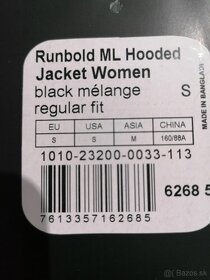 Runbold ML Hooded
Jacket Women
black mélange S
regular fit
EU USA ASIA CHINA
S S M 160/88A
1010-23200-0033-113
6268 5
7613357162685
MADE IN BANGLADESH
bazos.sk